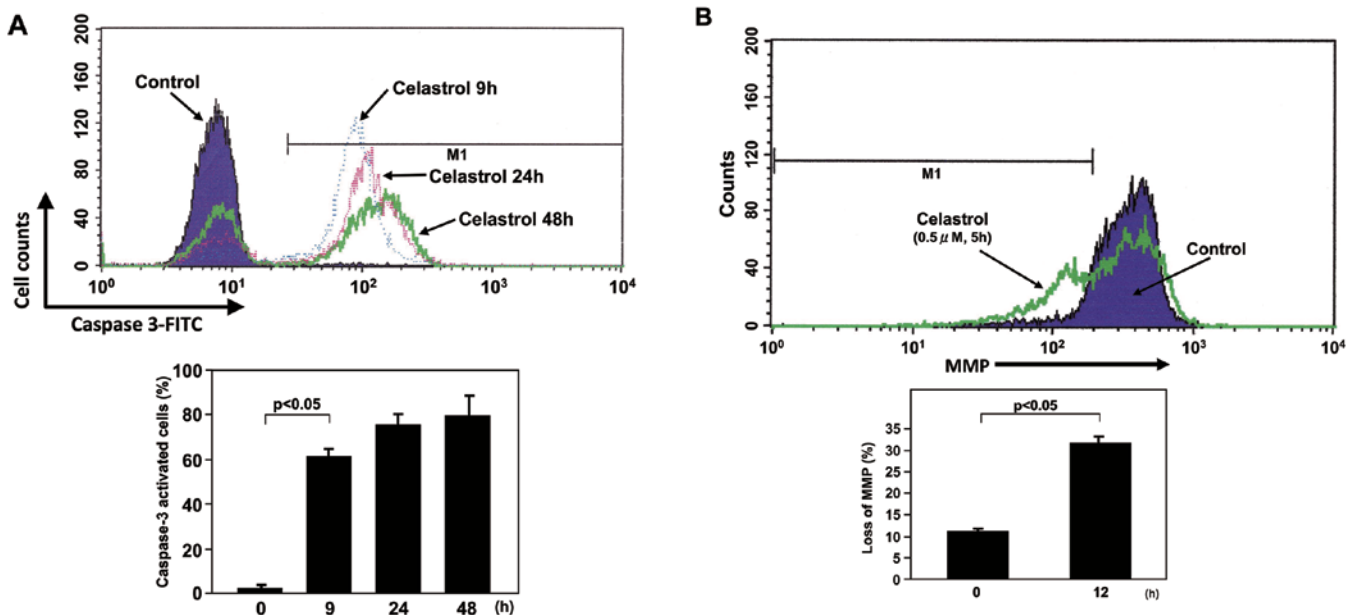 A
200
160
120
80
40
0
Cell counts
Control
Celastrol 9h
M1
Celastrol 24h
Celastrol 48h
10⁰ 10¹ 10² 10³ 10⁴
Caspase 3-FITC
Caspase-3 activated cells (%)
100
80
60
40
20
0
p<0.05
0 9 24 48 (h)
B
200
160
120
80
40
0
Counts
M1
Celastrol
(0.5 μM, 5h)
Control
10⁰ 10¹ 10² 10³ 10⁴
MMP
Loss of MMP (%)
35
30
25
20
15
10
5
0
p<0.05
0 12 (h)